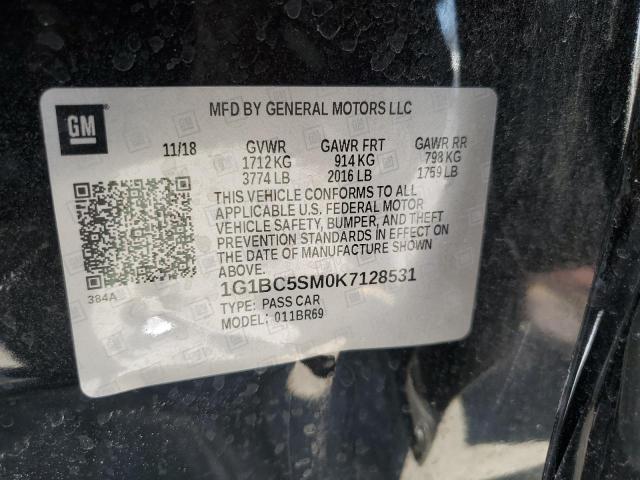 GM
MFD BY GENERAL MOTORS LLC
11/18 GVWR GAWR FRT GAWR RR
1712 KG 914 KG 798 KG
3774 LB 2016 LB 1759 LB
THIS VEHICLE CONFORMS TO ALL
APPLICABLE U.S. FEDERAL MOTOR
VEHICLE SAFETY, BUMPER, AND THEFT
PREVENTION STANDARDS IN EFFECT ON
THE DATE OF MANUFACTURE SHOWN
ABOVE.
384A
1G1BC5SM0K7128531
TYPE: PASS CAR
MODEL: 011BR69